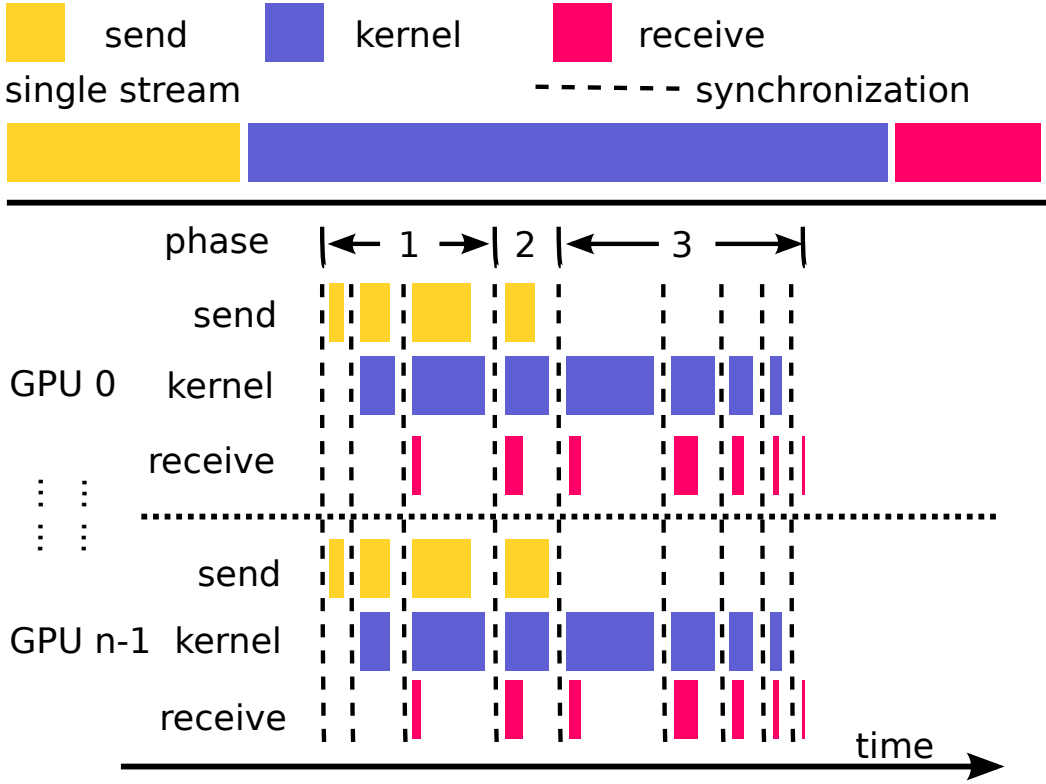 send kernel receive
single stream synchronization
phase 1 2 3
send
GPU 0 kernel
receive
send
GPU n-1 kernel
receive
time